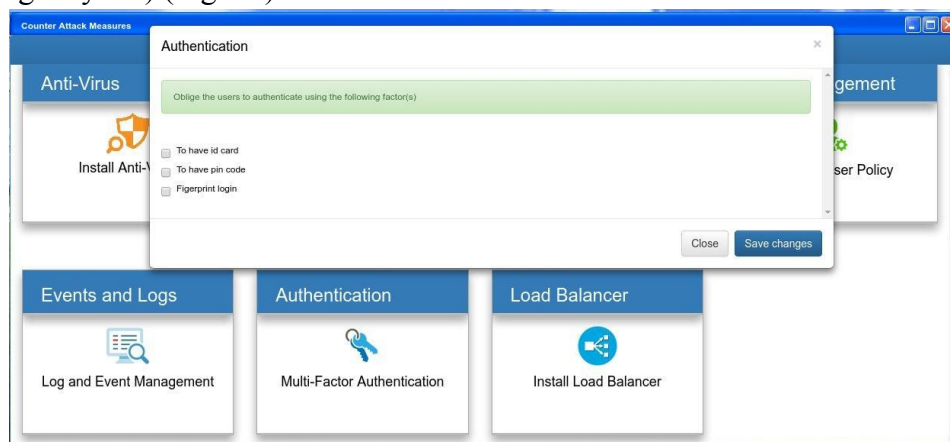 Counter Attack Measures
Authentication
×
Anti-Virus
gement
Oblige the users to authenticate using the following factor(s)
To have id card
To have pin code
Figerprint login
Install Anti-V
ser Policy
Close
Save changes
Events and Logs
Authentication
Load Balancer
Log and Event Management
Multi-Factor Authentication
Install Load Balancer